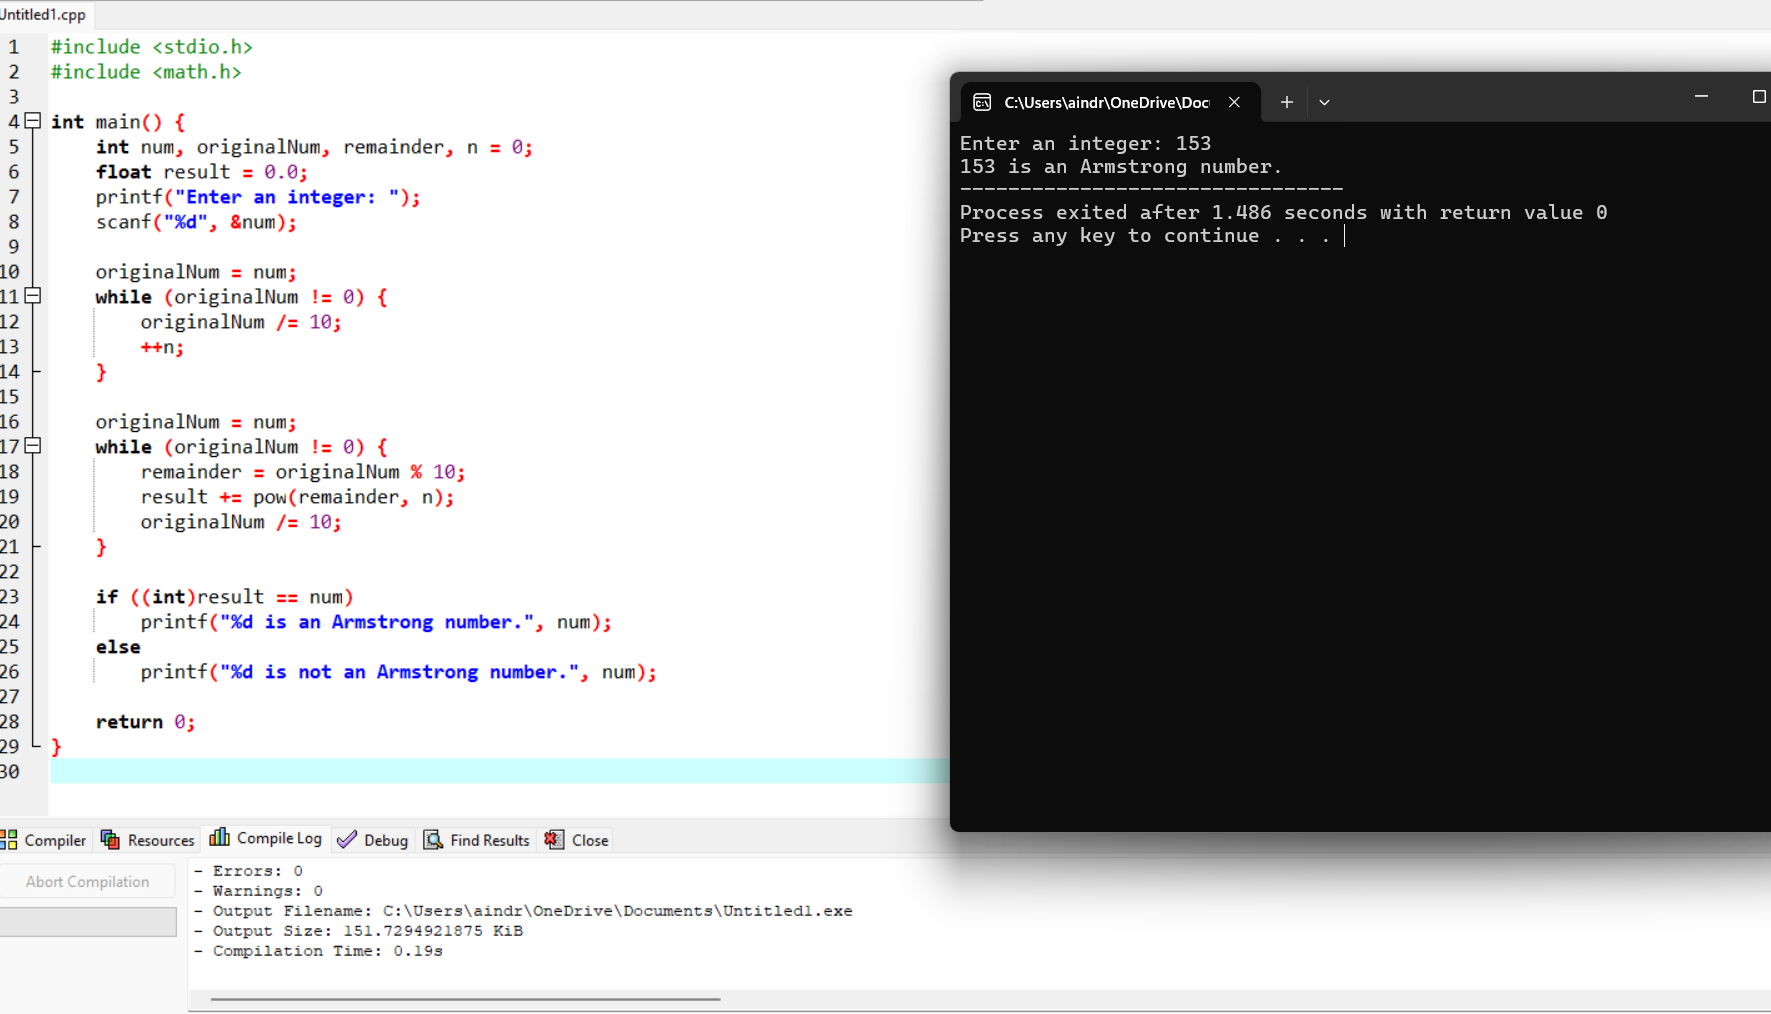 Untitled1.cpp
1 #include <stdio.h>
2 #include <math.h>
3
4 int main() {
5 int num, originalNum, remainder, n = 0;
6 float result = 0.0;
7 printf("Enter an integer: ");
8 scanf("%d", &num);
9
10 originalNum = num;
11 while (originalNum != 0) {
12 originalNum /= 10;
13 ++n;
14 }
15
16 originalNum = num;
17 while (originalNum != 0) {
18 remainder = originalNum % 10;
19 result += pow(remainder, n);
20 originalNum /= 10;
21 }
22
23 if ((int)result == num)
24 printf("%d is an Armstrong number.", num);
25 else
26 printf("%d is not an Armstrong number.", num);
27
28 return 0;
29 }
30
C:\Users\aindr\OneDrive\Doc
Enter an integer: 153
153 is an Armstrong number.
--------------------------------
Process exited after 1.486 seconds with return value 0
Press any key to continue . . .
Compiler Resources Compile Log Debug Find Results Close
Abort Compilation
- Errors: 0
- Warnings: 0
- Output Filename: C:\Users\aindr\OneDrive\Documents\Untitled1.exe
- Output Size: 151.7294921875 KiB
- Compilation Time: 0.19s